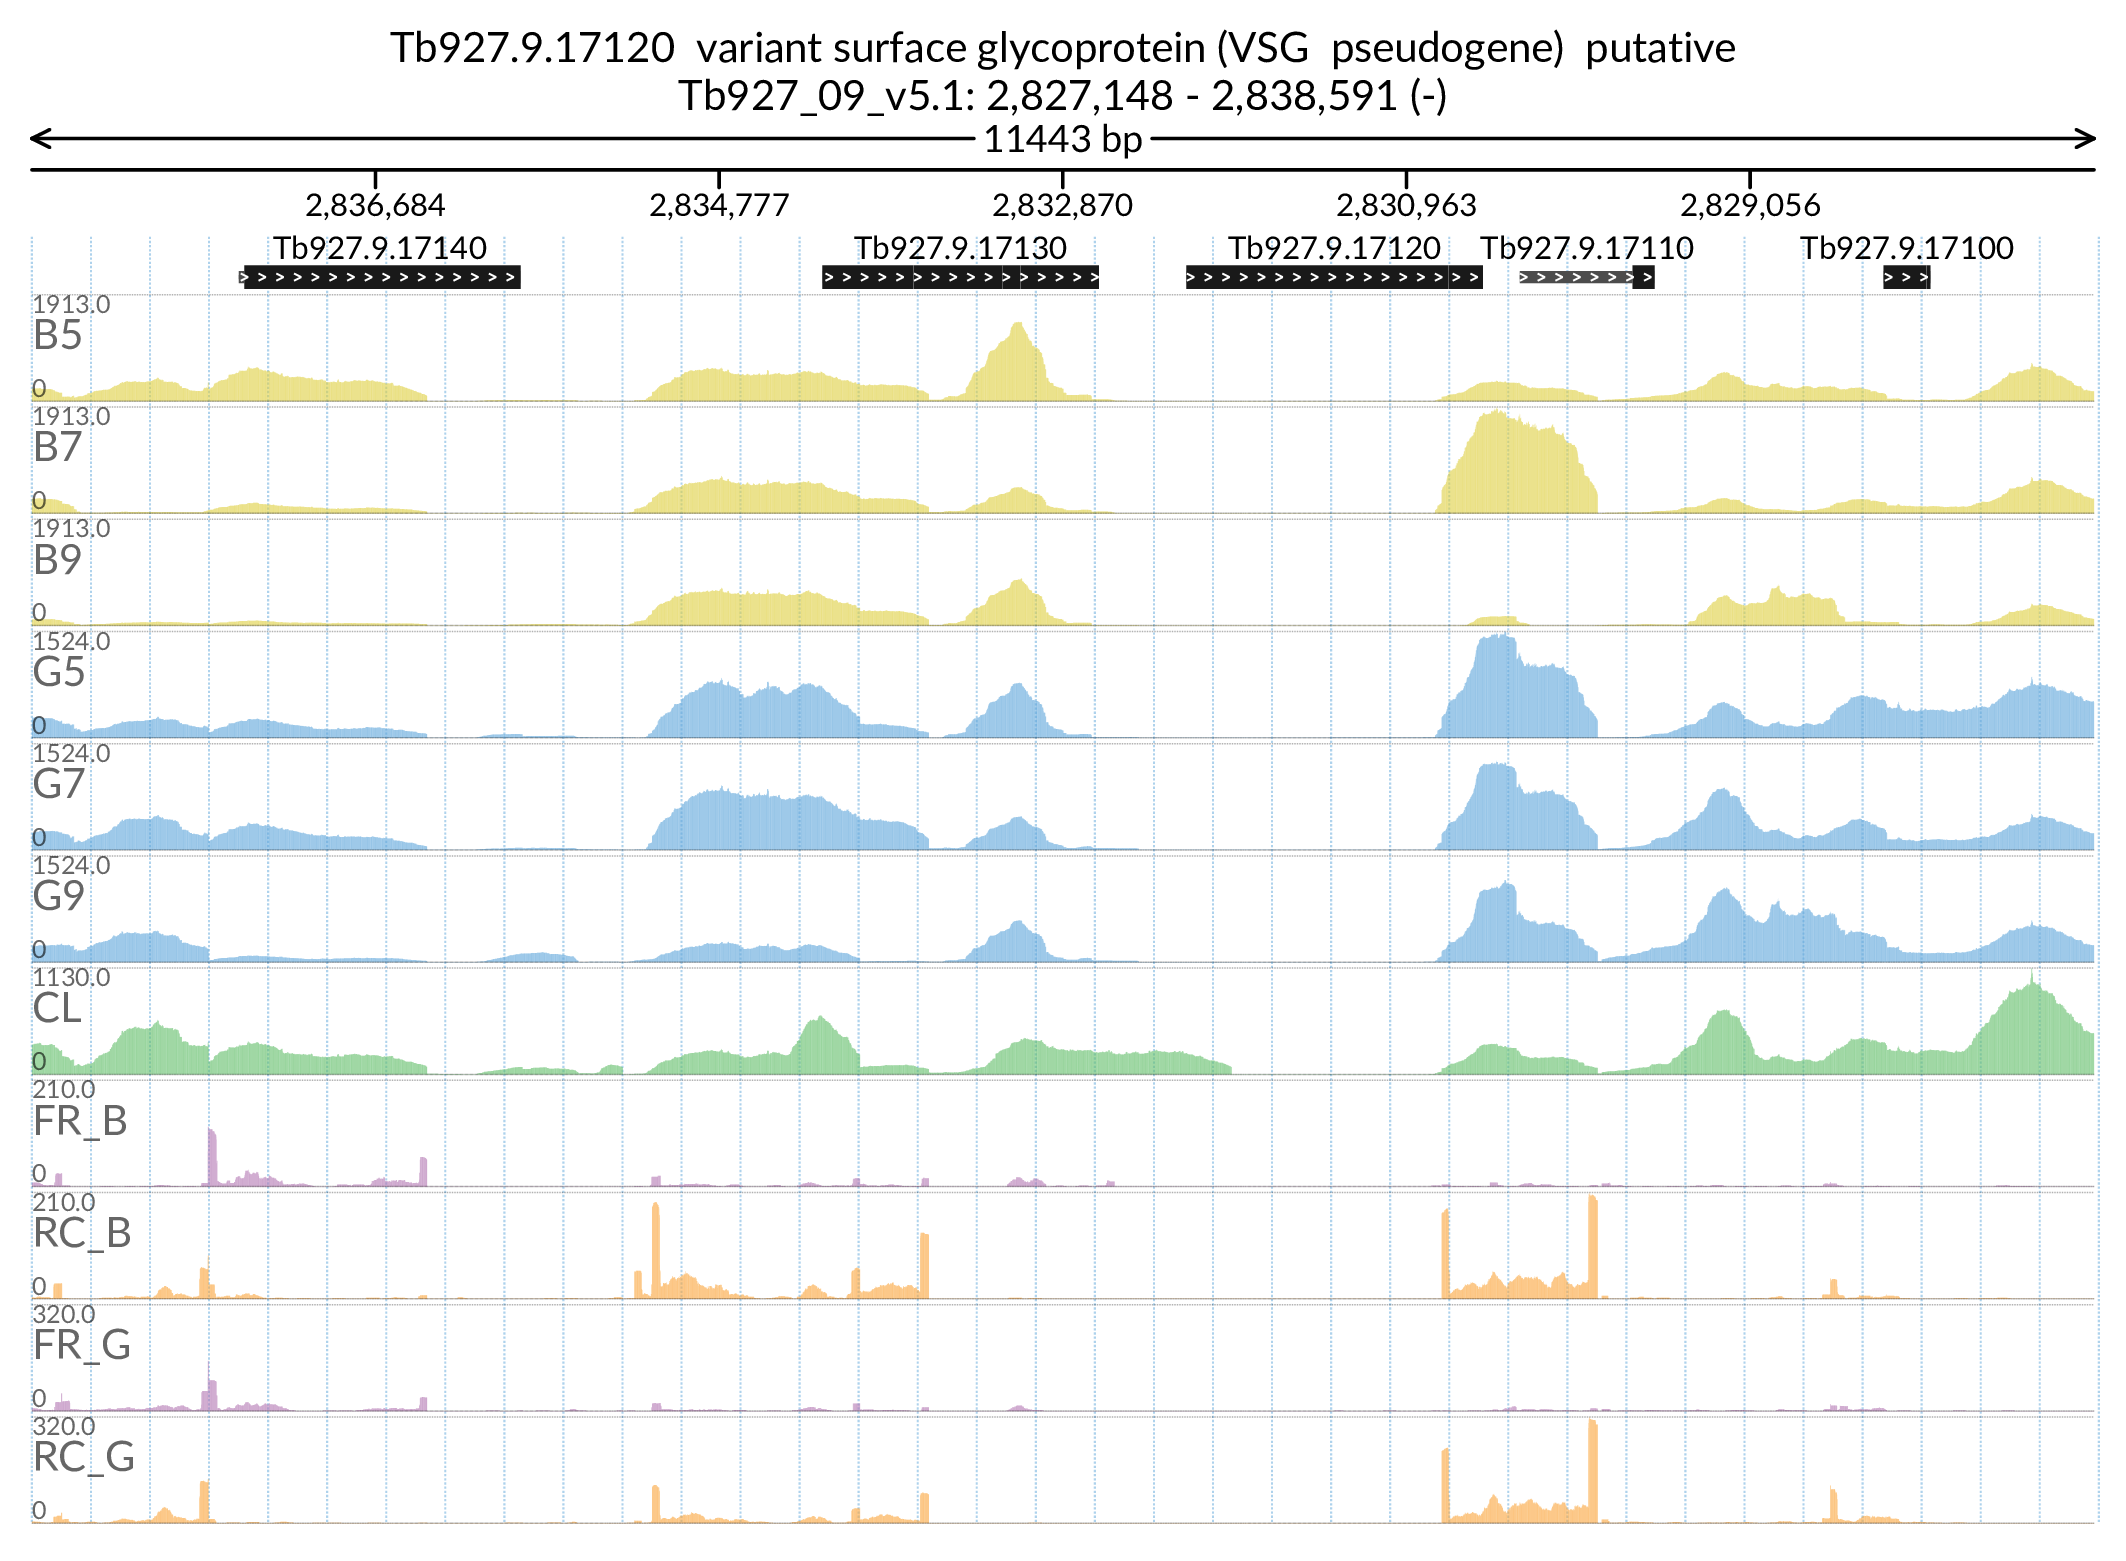 Tb927.9.17120 variant surface glycoprotein (VSG pseudogene) putative
Tb927_09_v5.1: 2,827,148 - 2,838,591 (-)
11443 bp
2,836,684 2,834,777 2,832,870 2,830,963 2,829,056
Tb927.9.17140 Tb927.9.17130 Tb927.9.17120 Tb927.9.17110 Tb927.9.17100
1913.0
B5
0
1913.0
B7
0
1913.0
B9
0
1524.0
G5
0
1524.0
G7
0
1524.0
G9
0
1130.0
CL
0
210.0
FR_B
0
210.0
RC_B
0
320.0
FR_G
0
320.0
RC_G
0